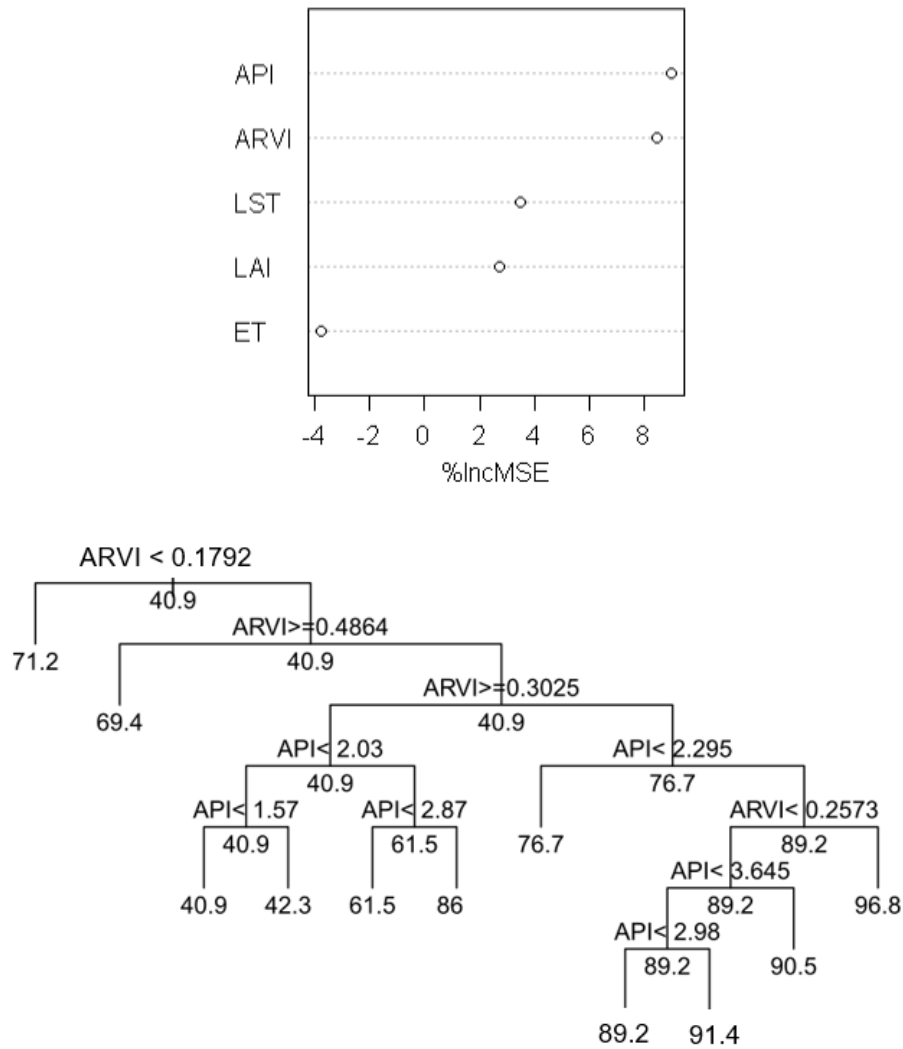 API
ARVI
LST
LAI
ET
-4 -2 0 2 4 6 8
%IncMSE
ARVI < 0.1792
40.9
ARVI>=0.4864
71.2 40.9
ARVI>=0.3025
69.4 40.9
API< 2.03 API< 2.295
40.9 76.7
API< 1.57 API< 2.87 ARVI< 0.2573
40.9 61.5 76.7 89.2
API< 3.645
40.9 42.3 61.5 86 89.2 96.8
API< 2.98
89.2 90.5
89.2 91.4